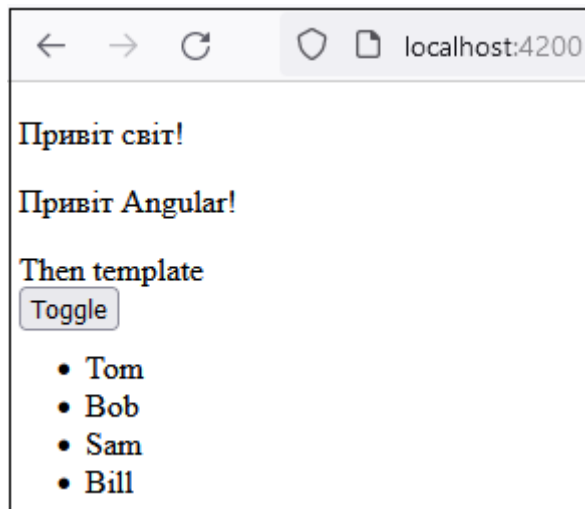 localhost:4200
Привіт світ!
Привіт Angular!
Then template
Toggle
Tom
Bob
Sam
Bill